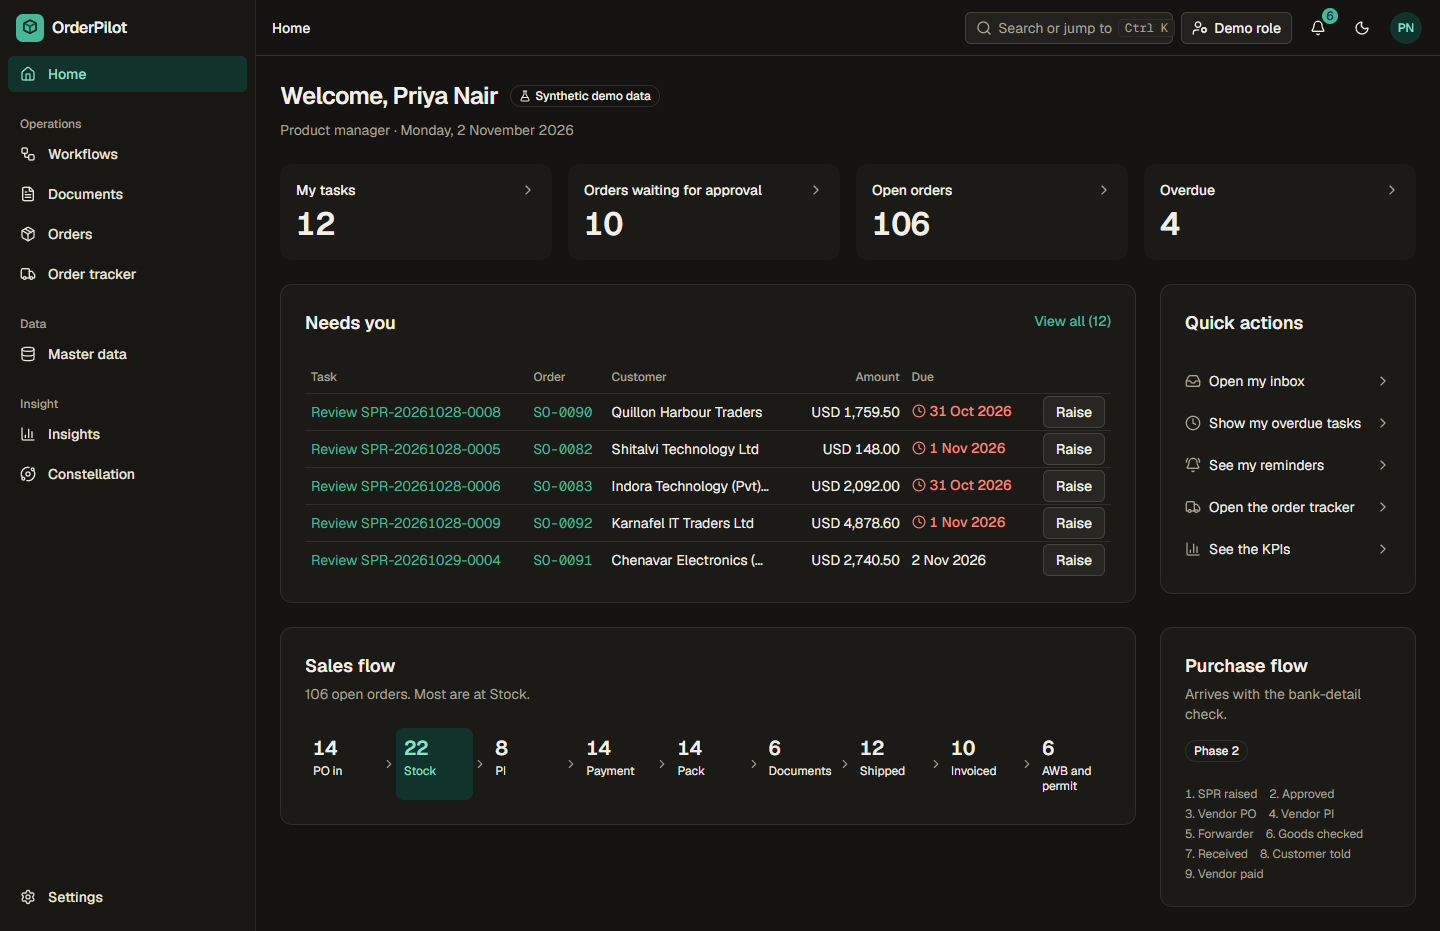 OrderPilot
Home
Operations
Workflows
Documents
Orders
Order tracker
Data
Master data
Insight
Insights
Constellation
Settings
Home
Search or jump to
Ctrl K
Demo role
6
PN
Welcome, Priya Nair
Synthetic demo data
Product manager · Monday, 2 November 2026
My tasks
12
Orders waiting for approval
10
Open orders
106
Overdue
4
Needs you
View all (12)
Task Order Customer Amount Due
Review SPR-20261028-0008 SO-0090 Quillon Harbour Traders USD 1,759.50 31 Oct 2026 Raise
Review SPR-20261028-0005 SO-0082 Shitalvi Technology Ltd USD 148.00 1 Nov 2026 Raise
Review SPR-20261028-0006 SO-0083 Indora Technology (Pvt)... USD 2,092.00 31 Oct 2026 Raise
Review SPR-20261028-0009 SO-0092 Karnafel IT Traders Ltd USD 4,878.60 1 Nov 2026 Raise
Review SPR-20261029-0004 SO-0091 Chenavar Electronics (... USD 2,740.50 2 Nov 2026 Raise
Quick actions
Open my inbox
Show my overdue tasks
See my reminders
Open the order tracker
See the KPIs
Sales flow
106 open orders. Most are at Stock.
14
PO in
22
Stock
8
PI
14
Payment
14
Pack
6
Documents
12
Shipped
10
Invoiced
6
AWB and
permit
Purchase flow
Arrives with the bank-detail
check.
Phase 2
1. SPR raised 2. Approved
3. Vendor PO 4. Vendor PI
5. Forwarder 6. Goods checked
7. Received 8. Customer told
9. Vendor paid